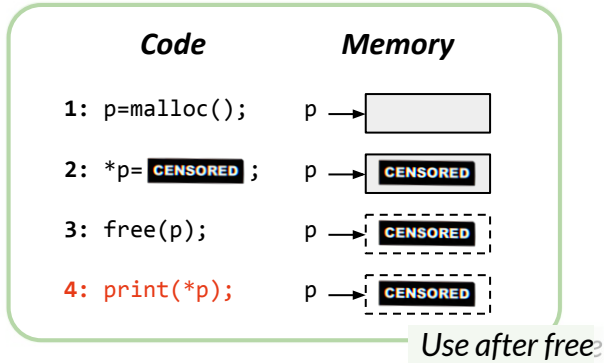 Code Memory
1: p=malloc(); p
2: *p= CENSORED ; p CENSORED
3: free(p); p CENSORED
4: print(*p); p CENSORED
Use after free